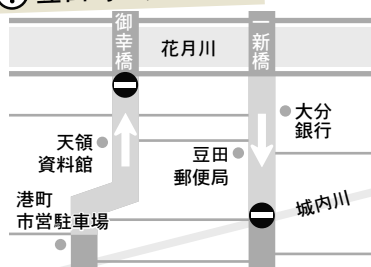 御幸橋
花月川
一新橋
大分
銀行
天領
資料館
豆田
郵便局
港町
市営駐車場
城内川